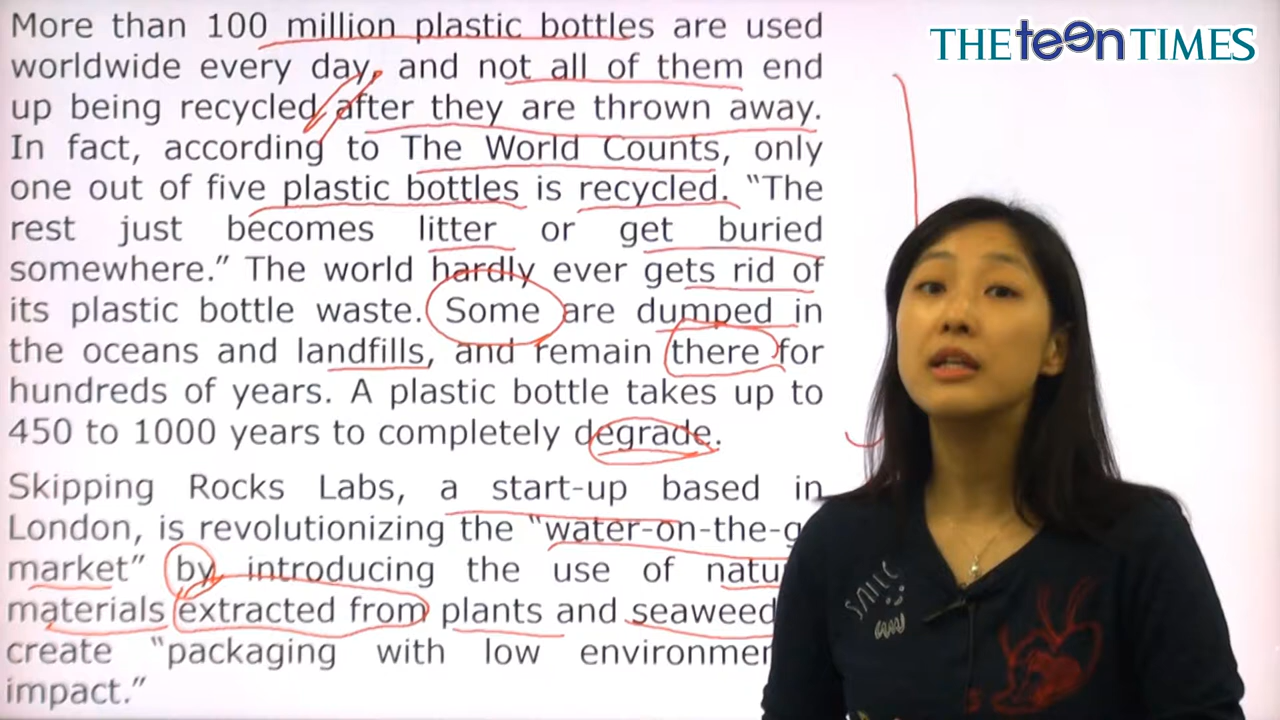 THE teen TIMES
More than 100 million plastic bottles are used
worldwide every day, and not all of them end
up being recycled after they are thrown away.
In fact, according to The World Counts, only
one out of five plastic bottles is recycled. “The
rest just becomes litter or get buried
somewhere.” The world hardly ever gets rid of
its plastic bottle waste. Some are dumped in
the oceans and landfills, and remain there for
hundreds of years. A plastic bottle takes up to
450 to 1000 years to completely degrade.
Skipping Rocks Labs, a start-up based in
London, is revolutionizing the “water-on-the-g
market” by introducing the use of natur
materials extracted from plants and seaweed
create “packaging with low environmen
impact.”